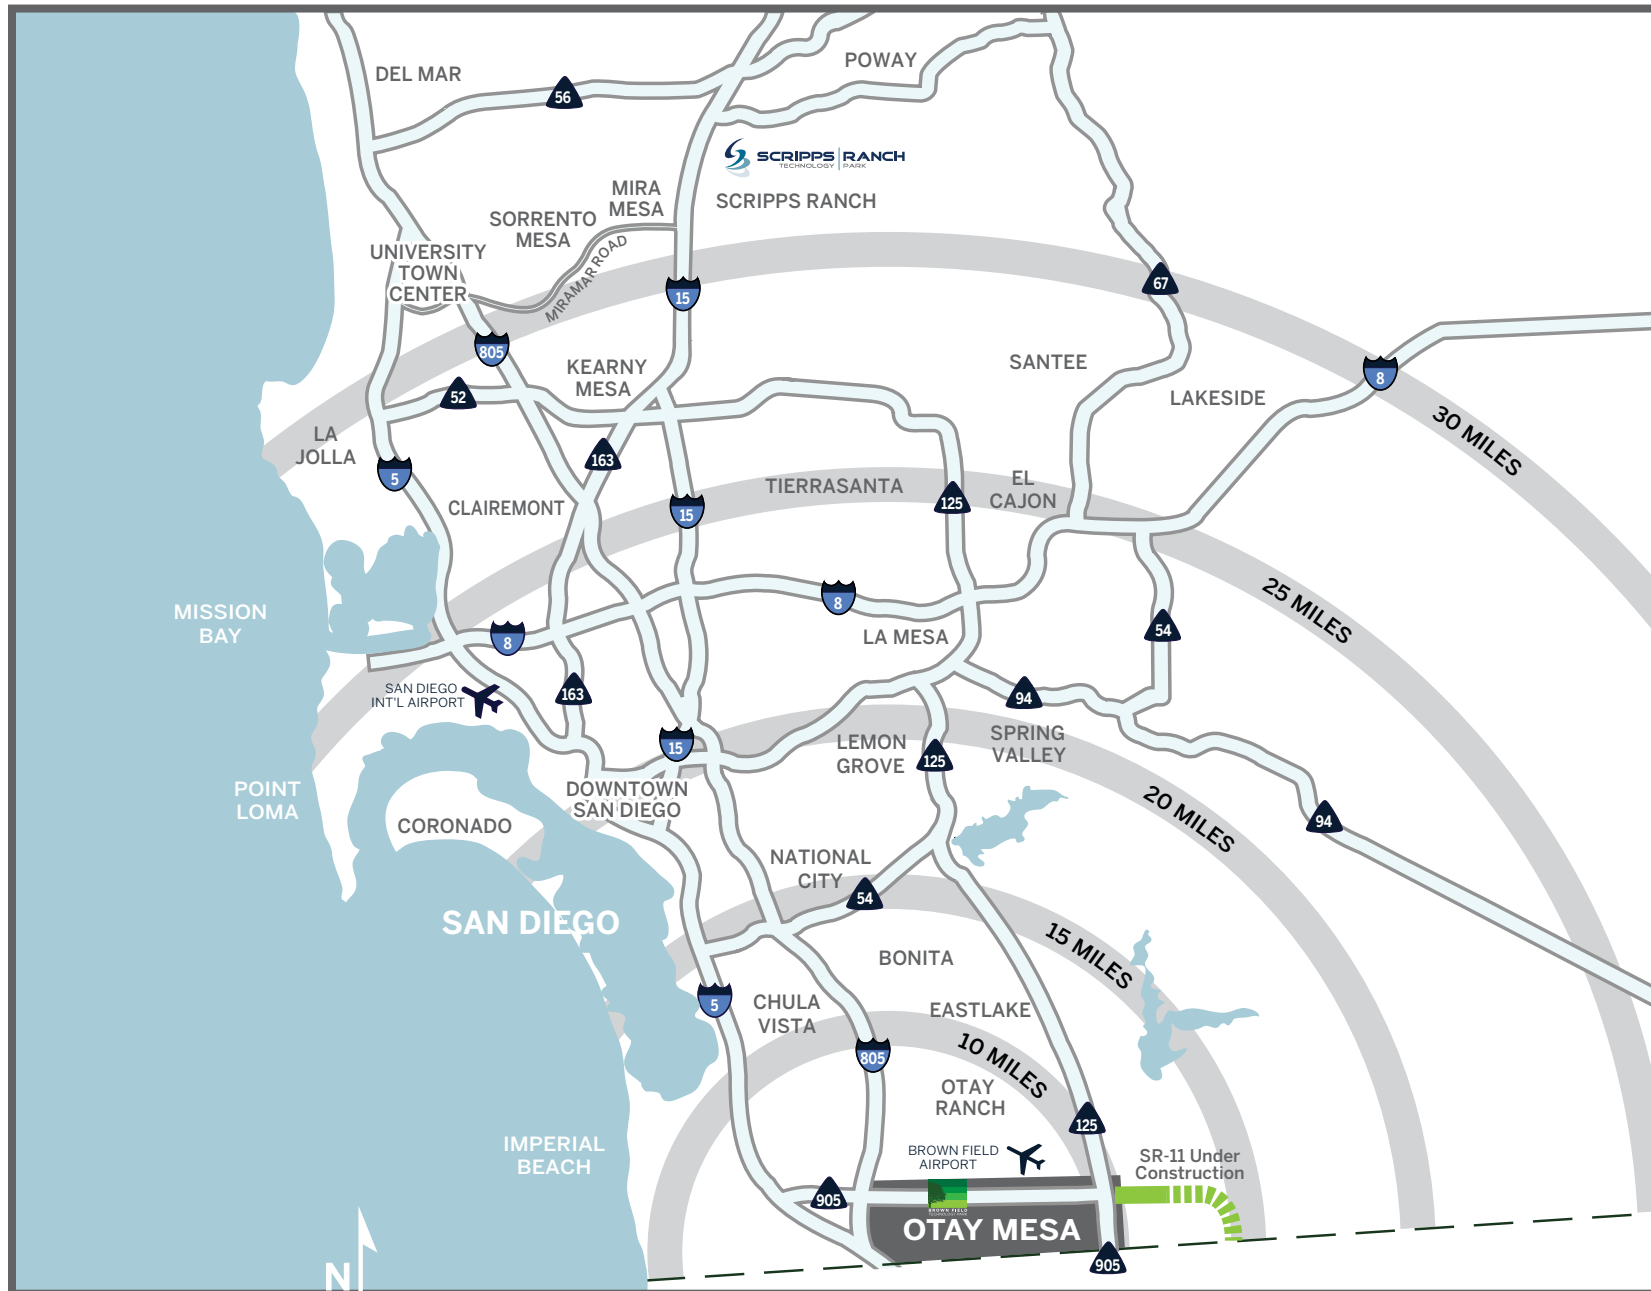 DEL MAR
POWAY
56
SCRIPPS RANCH
TECHNOLOGY PARK
MIRA
MESA
SCRIPPS RANCH
SORRENTO
MESA
UNIVERSITY
TOWN
CENTER
MIRAMAR ROAD
15
67
805
KEARNY
MESA
SANTEE
8
52
LAKESIDE
30 MILES
LA
JOLLA
163
5
TIERRASANTA
EL
CAJON
125
CLAIREMONT
15
25 MILES
MISSION
BAY
8
8
LA MESA
54
SAN DIEGO
INT'L AIRPORT
163
94
15
LEMON
GROVE
SPRING
VALLEY
125
POINT
LOMA
DOWNTOWN
SAN DIEGO
20 MILES
94
CORONADO
NATIONAL
CITY
54
SAN DIEGO
15 MILES
BONITA
5
CHULA
VISTA
EASTLAKE
805
10 MILES
OTAY
RANCH
125
IMPERIAL
BEACH
BROWN FIELD
AIRPORT
SR-11 Under
Construction
905
BROWN FIELD
TECHNOLOGY PARK
OTAY MESA
905
N